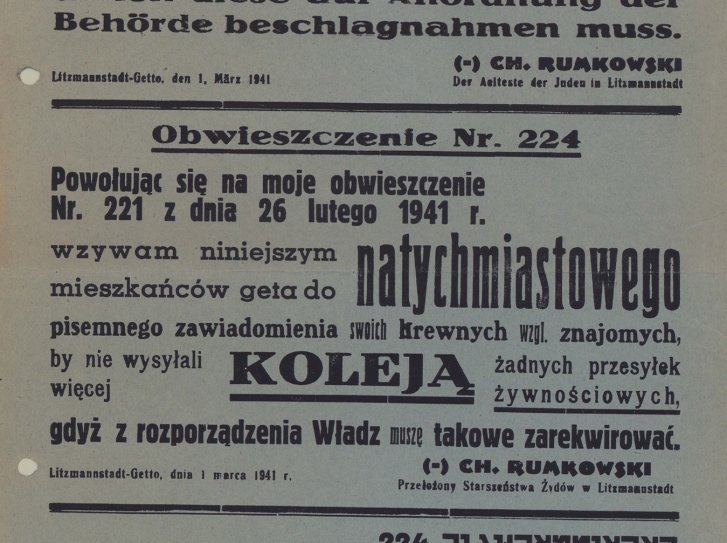 Behörde beschlagnahmen muss.
(-) CH. RUMKOWSKI
Litzmannstadt-Getto, den 1. März 1941
Der Aelteste der Juden in Litzmannstadt
Obwieszczenie Nr. 224
Powołując się na moje obwieszczenie
Nr. 221 z dnia 26 lutego 1941 r.
wzywam niniejszym natychmiastowego
mieszkańców geta do
pisemnego zawiadomienia swoich krewnych wzgl. znajomych,
by nie wysyłali KOLEJĄ żadnych przesyłek
więcej żywnościowych,
gdyż z rozporządzenia Władz muszę takowe zarekwirować.
(-) CH. RUMKOWSKI
Litzmannstadt-Getto, dnia 1 marca 1941 r.
Przełożony Starszeństwa Żydów w Litzmannstadt